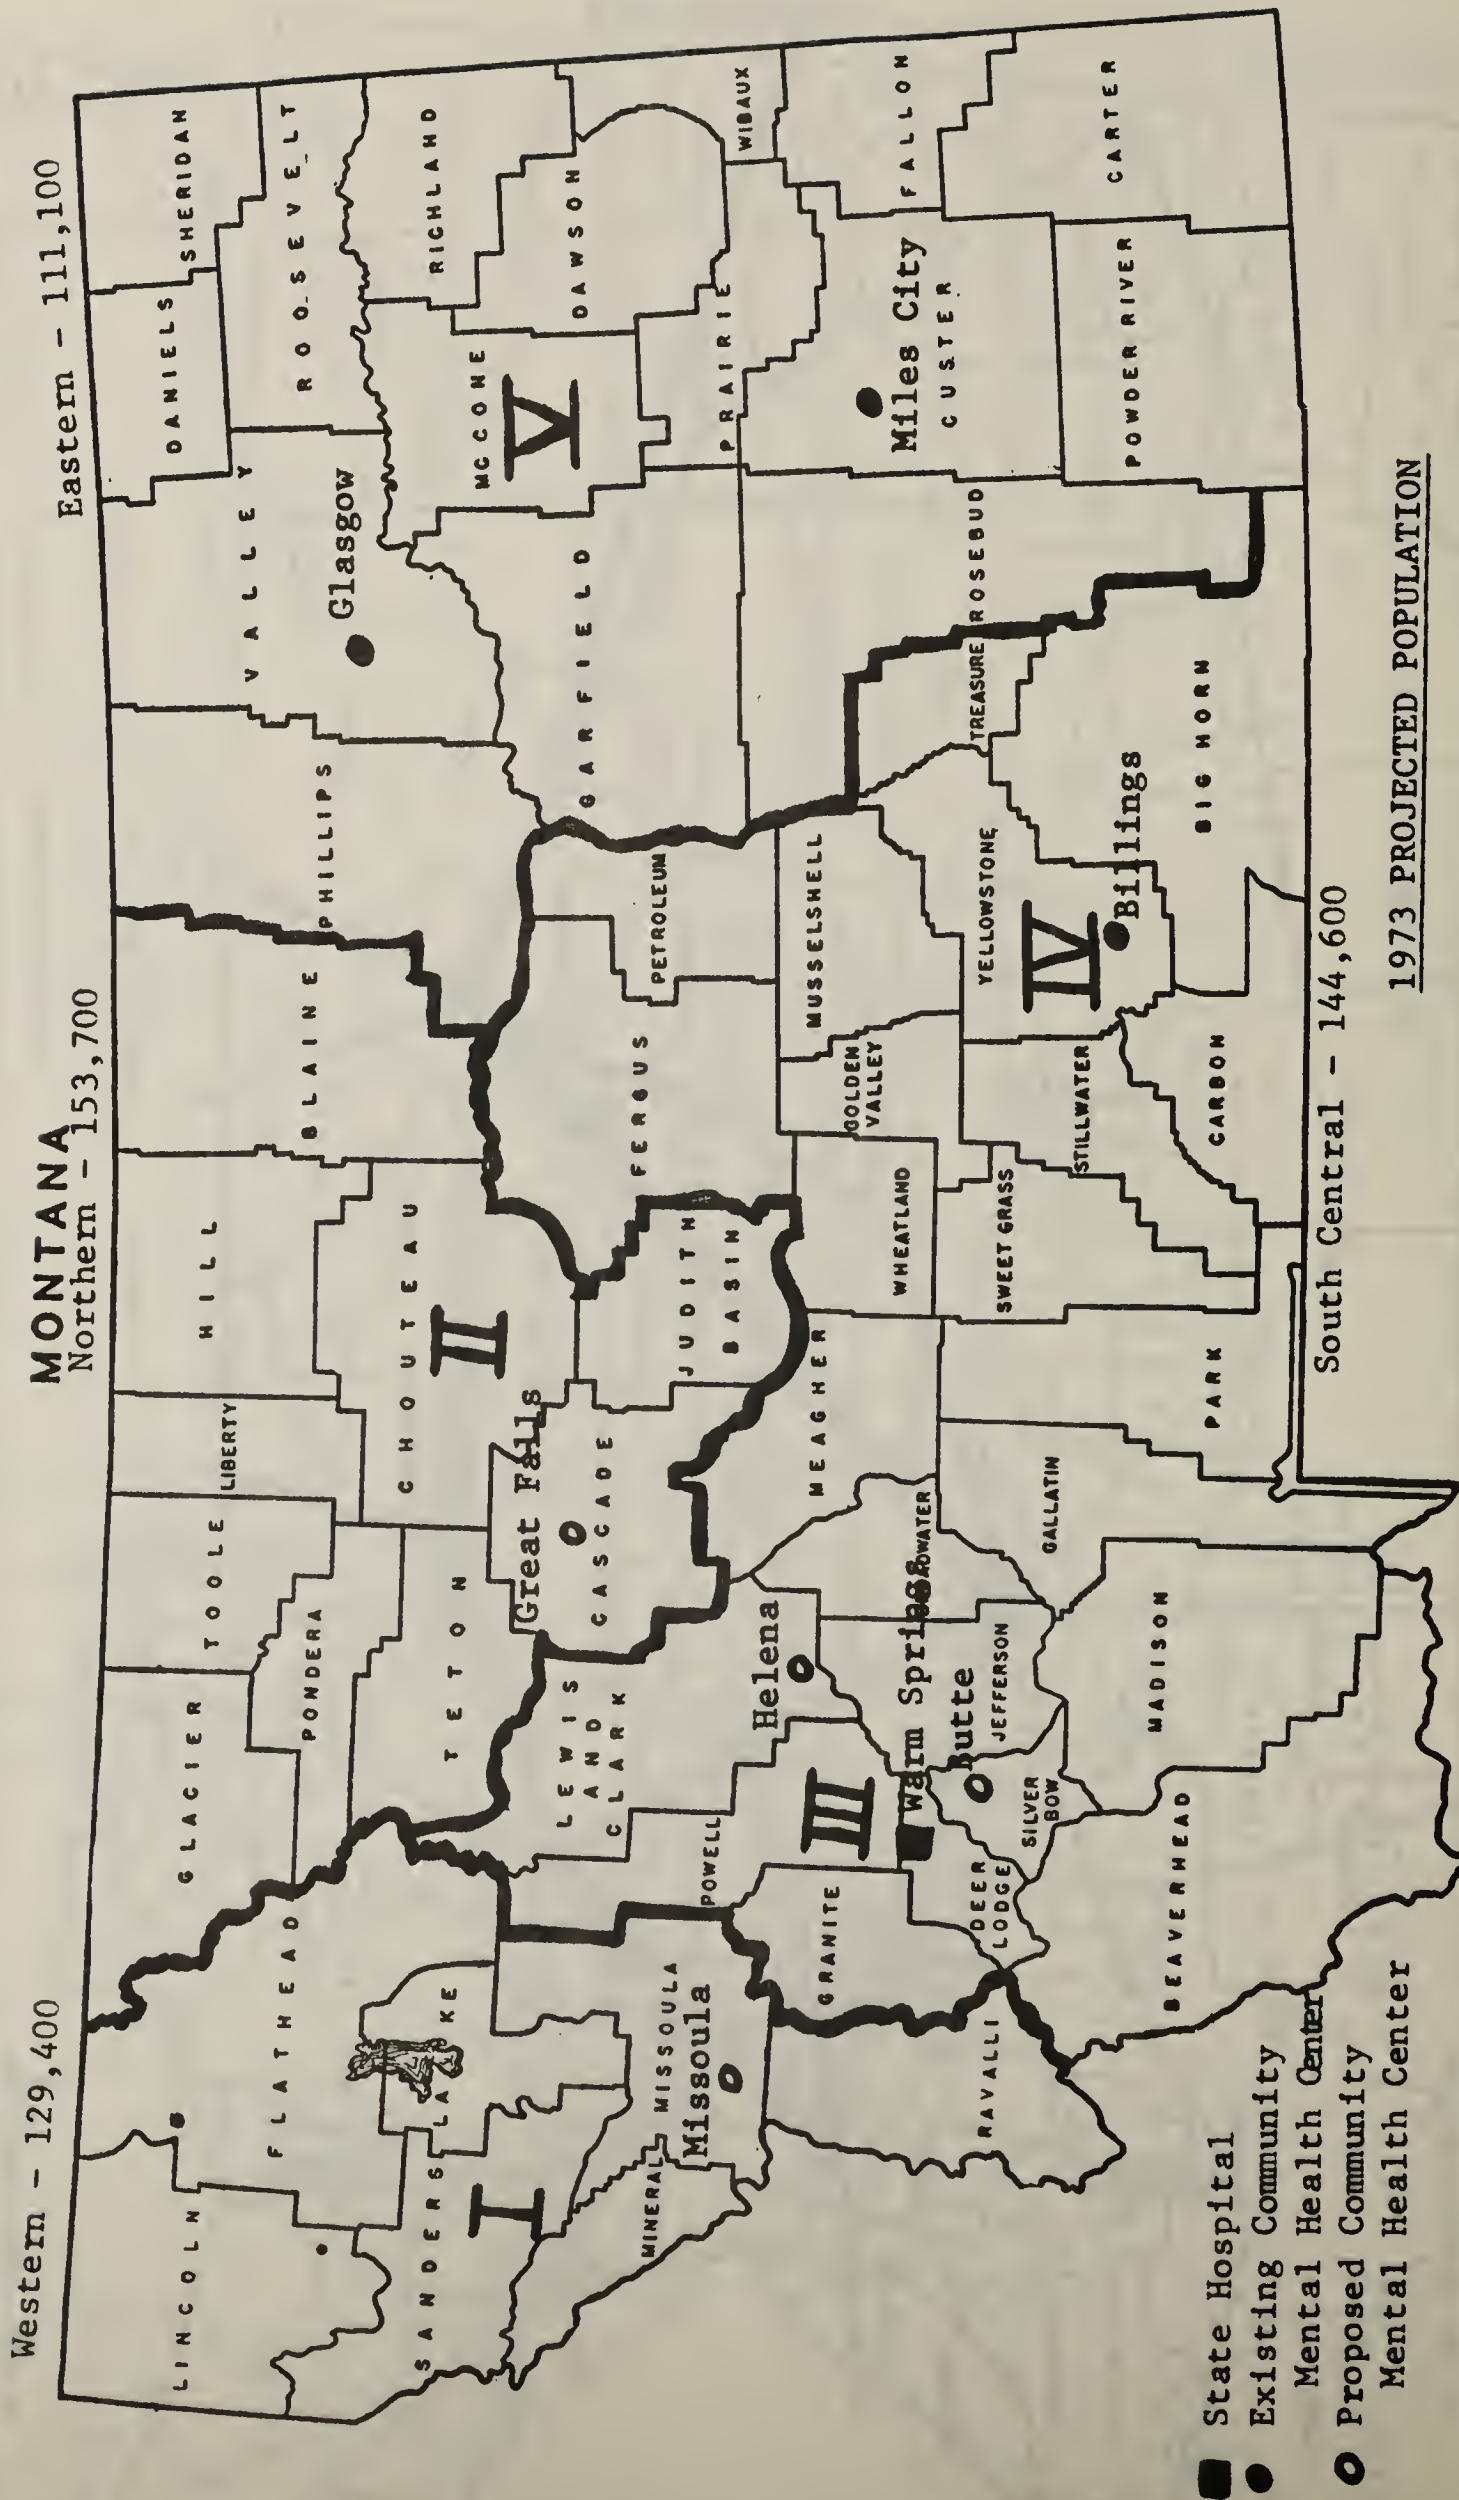 MONTANA
Western - 129,400
Northern - 153,700
Eastern - 111,100
LINCOLN
FLATHEAD
GLACIER
TOOLE
LIBERTY
HILL
BLAINE
PHILLIPS
VALLEY
DANIELS
SHERIDAN
ROOSEVELT
PONDERA
CHOUTEAU
Glasgow
RICHLAND
SANDERS
LAKE
TETON
II
MCCONE
V
I
Great Falls
CASCADE
LEWIS
AND
CLARK
FERGUS
GARFIELD
DAWSON
MINERAL
MISSOULA
Missoula
POWELL
JUDITH
BASIN
PETROLEUM
PRAIRIE
WIBAUX
Helena
MEAGHER
MUSSELSHELL
GOLDEN
VALLEY
WHEATLAND
III
GRANITE
Warm Springs
Miles City
CUSTER
FALLON
RAVALLI
DEER
LODGE
Butte
SILVER
BOW
JEFFERSON
GALLATIN
SWEET GRASS
STILLWATER
YELLOWSTONE
IV
Billings
TREASURE
ROSEBUD
POWDER RIVER
CARTER
BEAVERHEAD
MADISON
PARK
CARBON
BIG HORN
South Central - 144,600
State Hospital
Existing Community
Mental Health Center
Proposed Community
Mental Health Center
1973 PROJECTED POPULATION